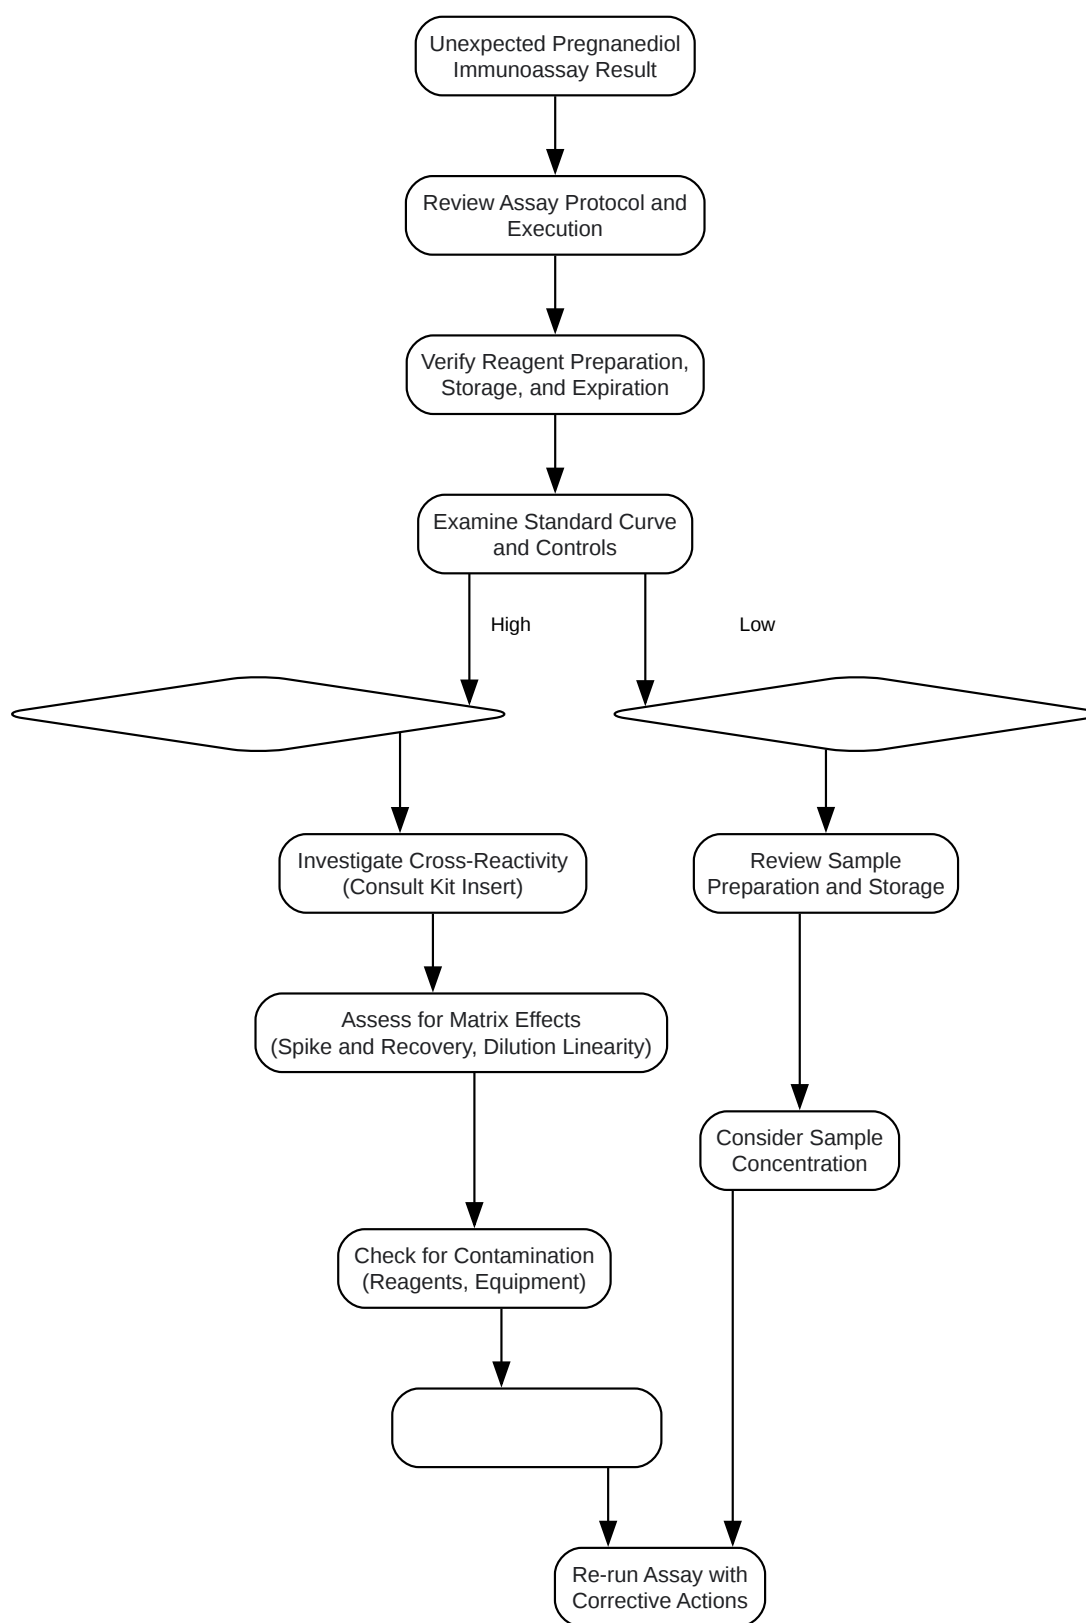 Unexpected Pregnanediol
Immunoassay Result
Review Assay Protocol and
Execution
Verify Reagent Preparation,
Storage, and Expiration
Examine Standard Curve
and Controls
High
Low
Investigate Cross-Reactivity
(Consult Kit Insert)
Review Sample
Preparation and Storage
Assess for Matrix Effects
(Spike and Recovery, Dilution Linearity)
Consider Sample
Concentration
Check for Contamination
(Reagents, Equipment)
Re-run Assay with
Corrective Actions